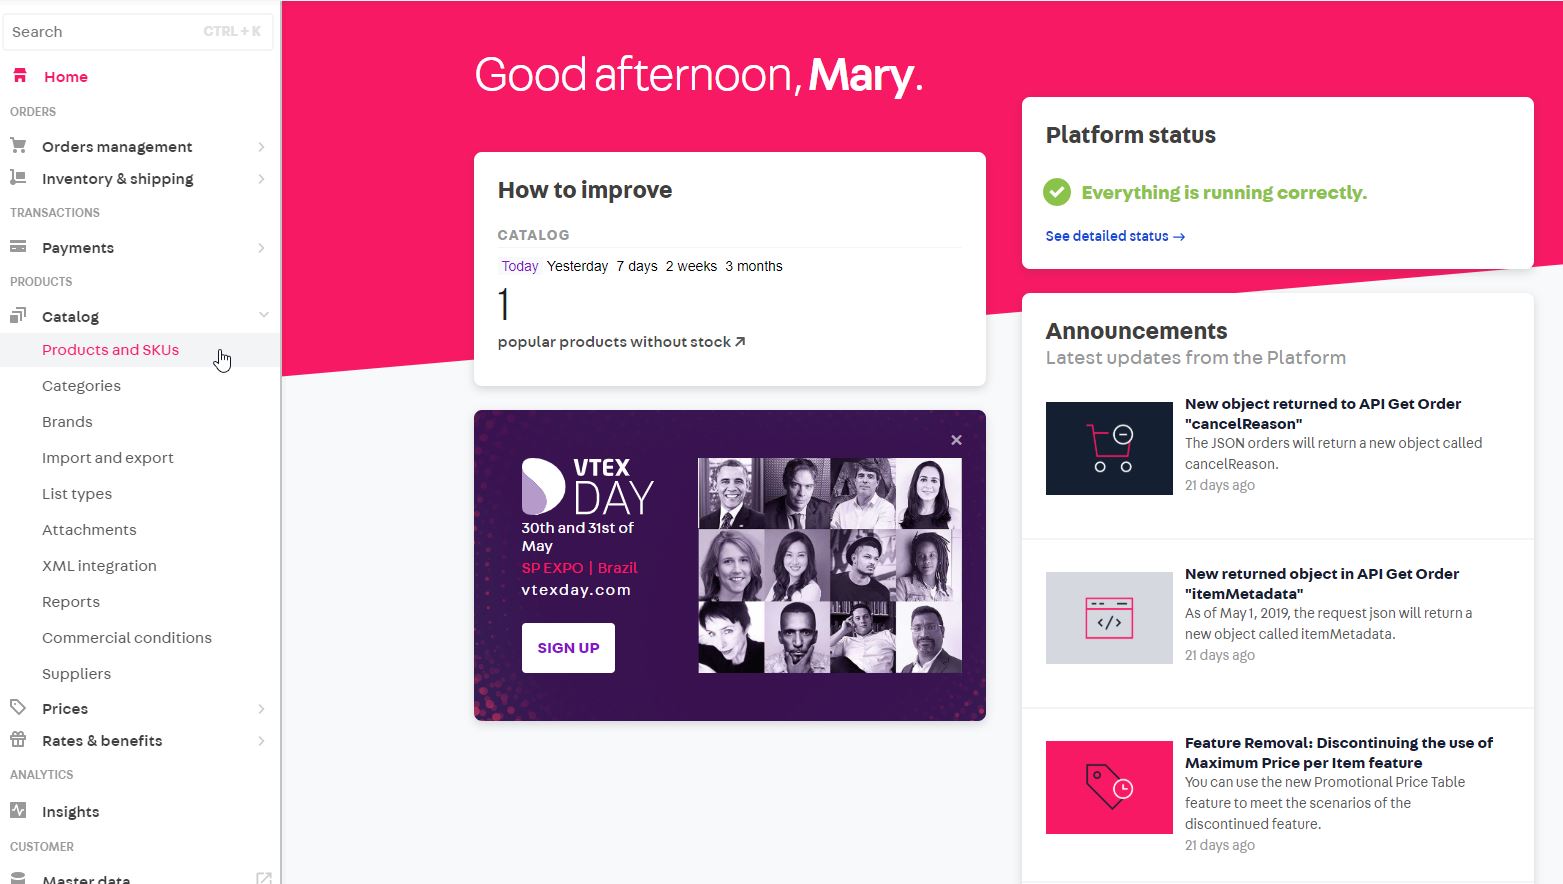 Search CTRL + K
Home
ORDERS
Orders management
Inventory & shipping
TRANSACTIONS
Payments
PRODUCTS
Catalog
Products and SKUs
Categories
Brands
Import and export
List types
Attachments
XML integration
Reports
Commercial conditions
Suppliers
Prices
Rates & benefits
ANALYTICS
Insights
CUSTOMER
Master data
Good afternoon, Mary.
How to improve
CATALOG
Today Yesterday 7 days 2 weeks 3 months
1
popular products without stock
VTEX
DAY
30th and 31st of
May
SP EXPO | Brazil
vtexday.com
SIGN UP
Platform status
Everything is running correctly.
See detailed status →
Announcements
Latest updates from the Platform
New object returned to API Get Order
"cancelReason"
The JSON orders will return a new object called
cancelReason.
21 days ago
New returned object in API Get Order
"itemMetadata"
As of May 1, 2019, the request json will return a
new object called itemMetadata.
21 days ago
Feature Removal: Discontinuing the use of
Maximum Price per Item feature
You can use the new Promotional Price Table
feature to meet the scenarios of the
discontinued feature.
21 days ago